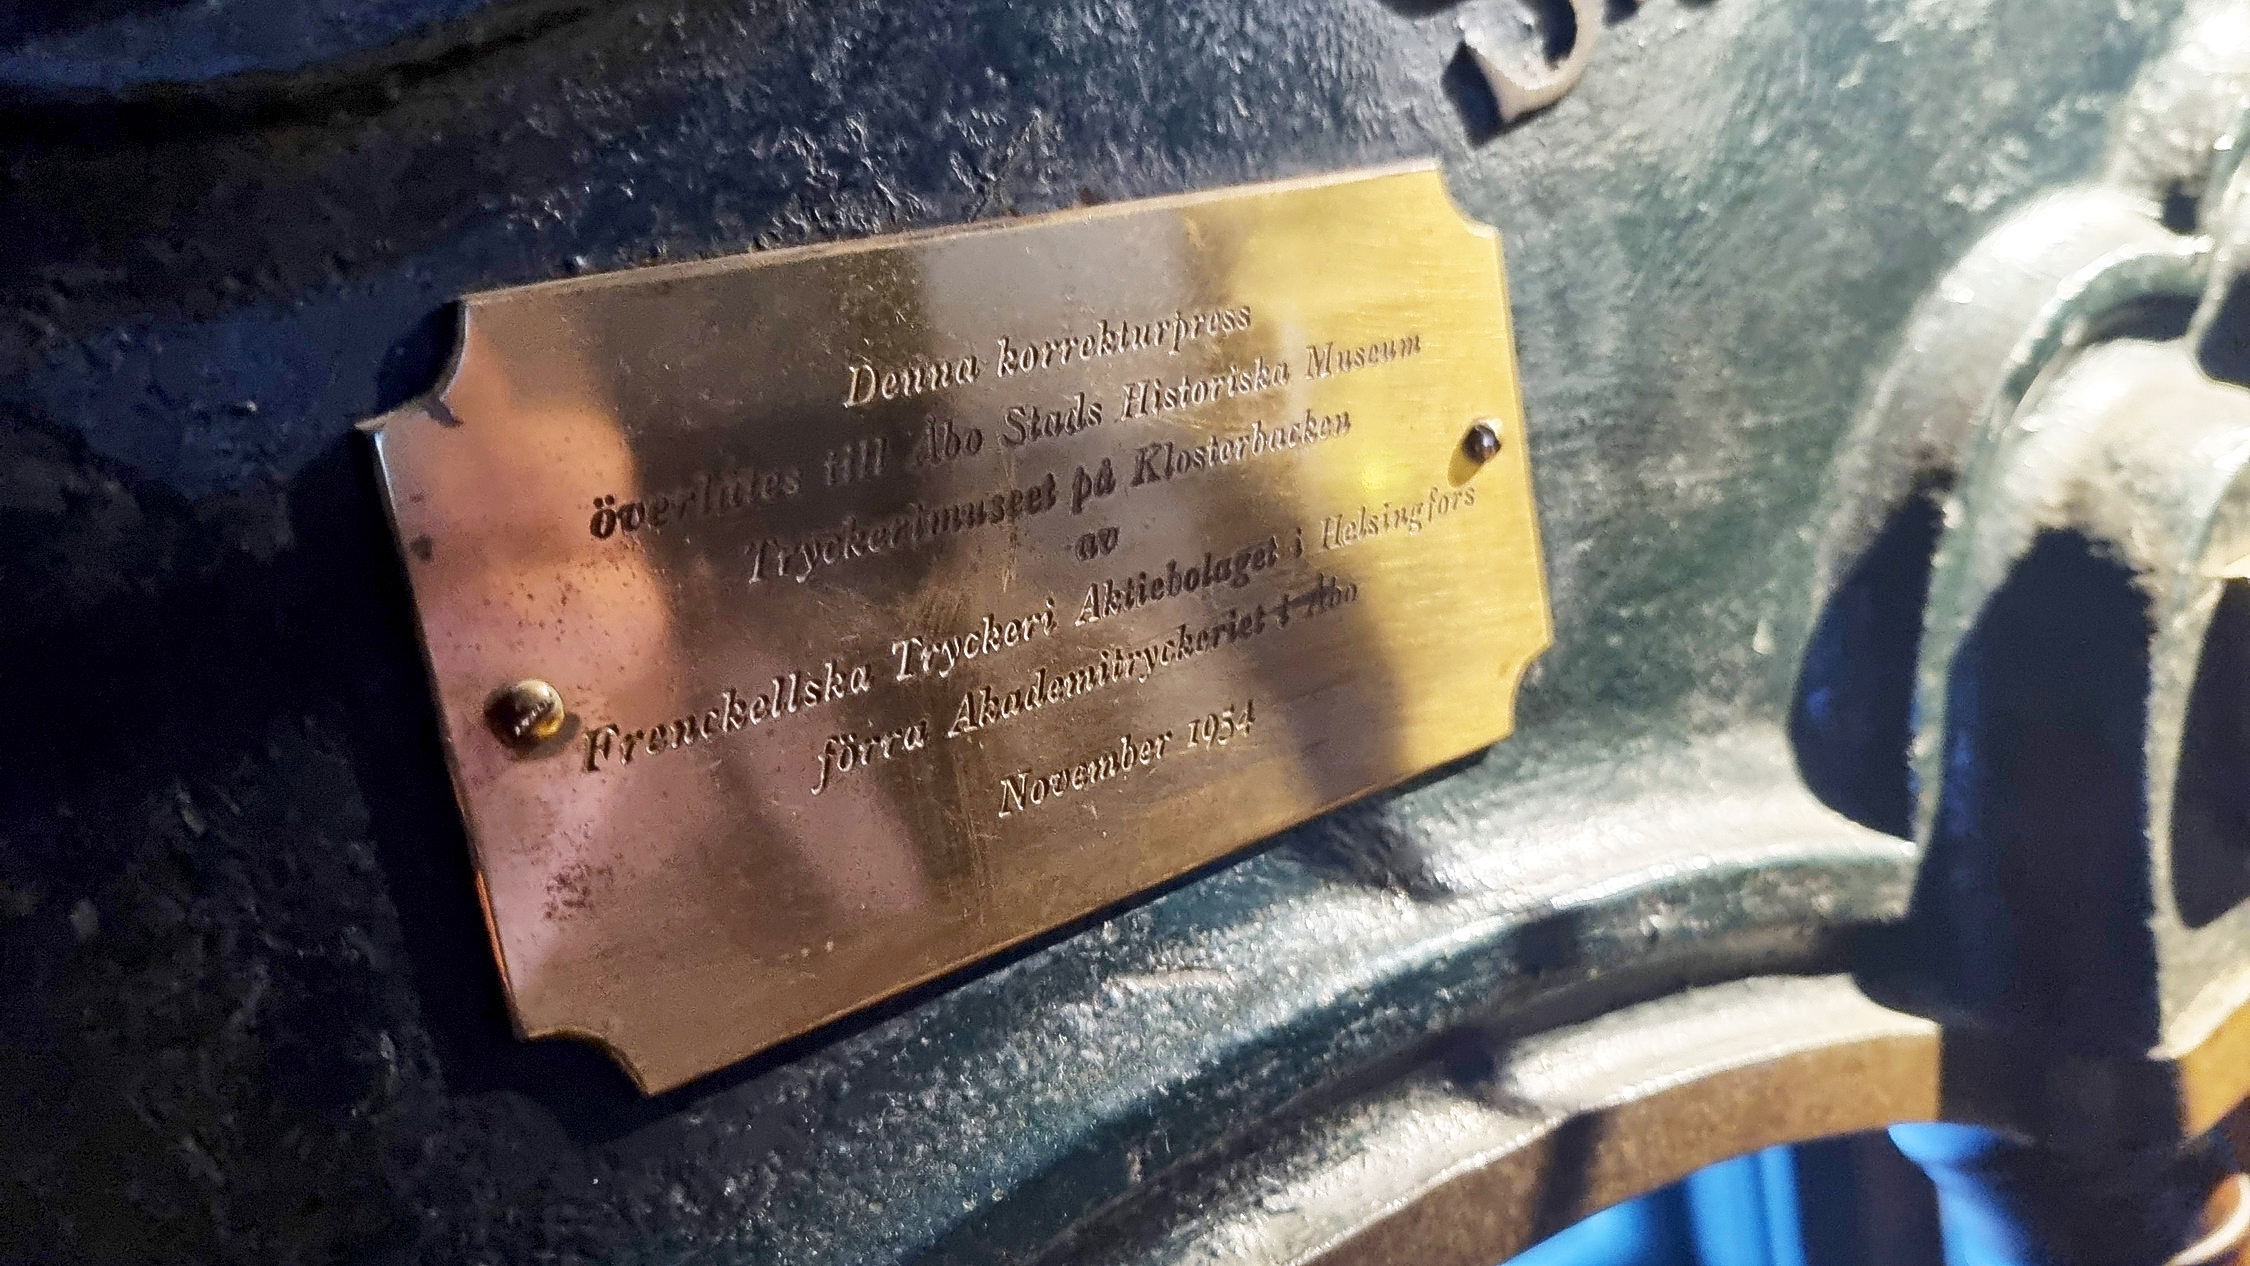 Denna korrekturpress
överlätes till Åbo Stads Historiska Museum
Tryckerimuseet på Klosterbacken
av
Frenckellska Tryckeri Aktiebolaget i Helsingfors
förra Akademitryckeriet i Åbo
November 1954